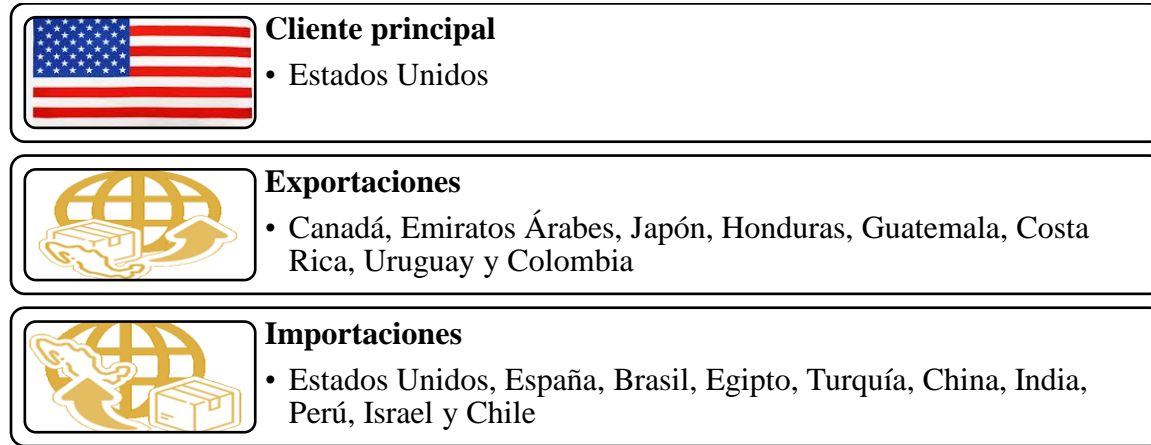 Cliente principal
• Estados Unidos
Exportaciones
• Canadá, Emiratos Árabes, Japón, Honduras, Guatemala, Costa
Rica, Uruguay y Colombia
Importaciones
• Estados Unidos, España, Brasil, Egipto, Turquía, China, India,
Perú, Israel y Chile